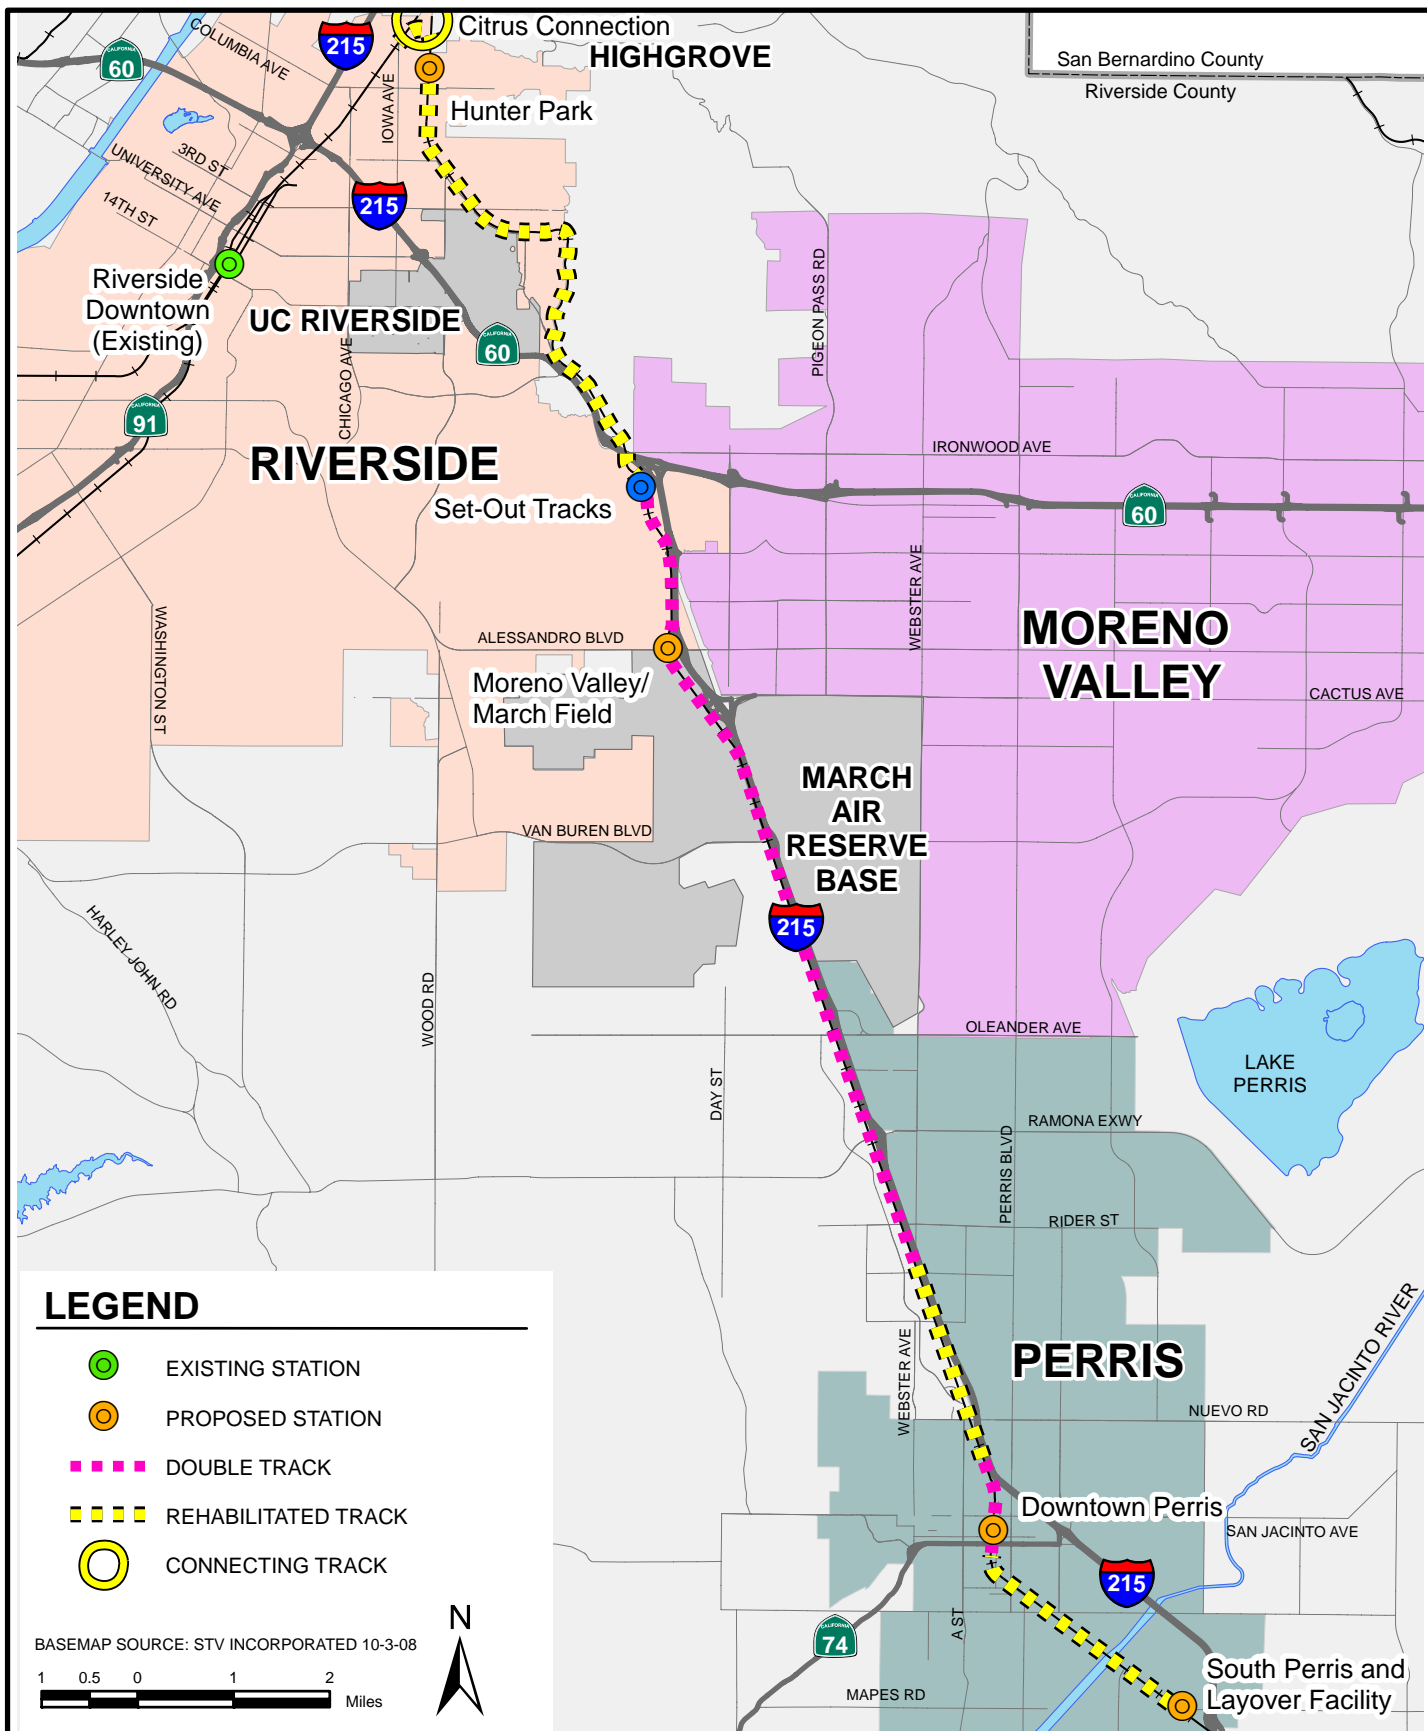 Citrus Connection
HIGHGROVE
San Bernardino County
Riverside County
COLUMBIA AVE
215
CALIFORNIA
60
IOWA AVE
Hunter Park
3RD ST
UNIVERSITY AVE
14TH ST
215
Riverside
Downtown
(Existing)
UC RIVERSIDE
CALIFORNIA
60
PIGEON PASS RD
CHICAGO AVE
CALIFORNIA
91
RIVERSIDE
IRONWOOD AVE
Set-Out Tracks
CALIFORNIA
60
WEBSTER AVE
WASHINGTON ST
ALESSANDRO BLVD
MORENO
VALLEY
Moreno Valley/
March Field
CACTUS AVE
MARCH
AIR
RESERVE
BASE
VAN BUREN BLVD
HARLEY JOHN RD
215
WOOD RD
OLEANDER AVE
LAKE
PERRIS
DAY ST
RAMONA EXWY
PERRIS BLVD
RIDER ST
SAN JACINTO RIVER
WEBSTER AVE
PERRIS
NUEVO RD
Downtown Perris
SAN JACINTO AVE
215
A ST
CALIFORNIA
74
South Perris and
Layover Facility
MAPES RD
LEGEND
EXISTING STATION
PROPOSED STATION
DOUBLE TRACK
REHABILITATED TRACK
CONNECTING TRACK
N
BASEMAP SOURCE: STV INCORPORATED 10-3-08
1 0.5 0 1 2
Miles